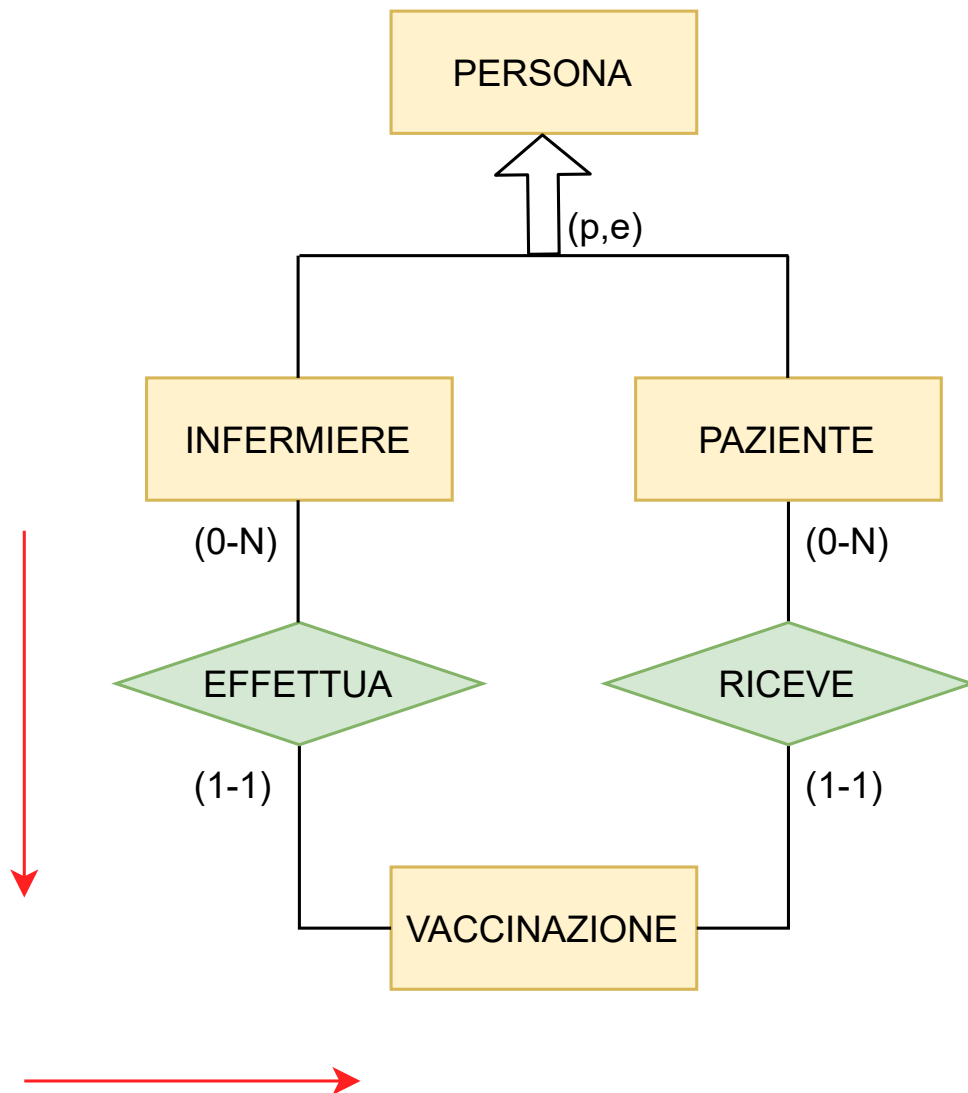 PERSONA
(p,e)
INFERMIERE
PAZIENTE
(0-N)
(0-N)
EFFETTUA
RICEVE
(1-1)
(1-1)
VACCINAZIONE